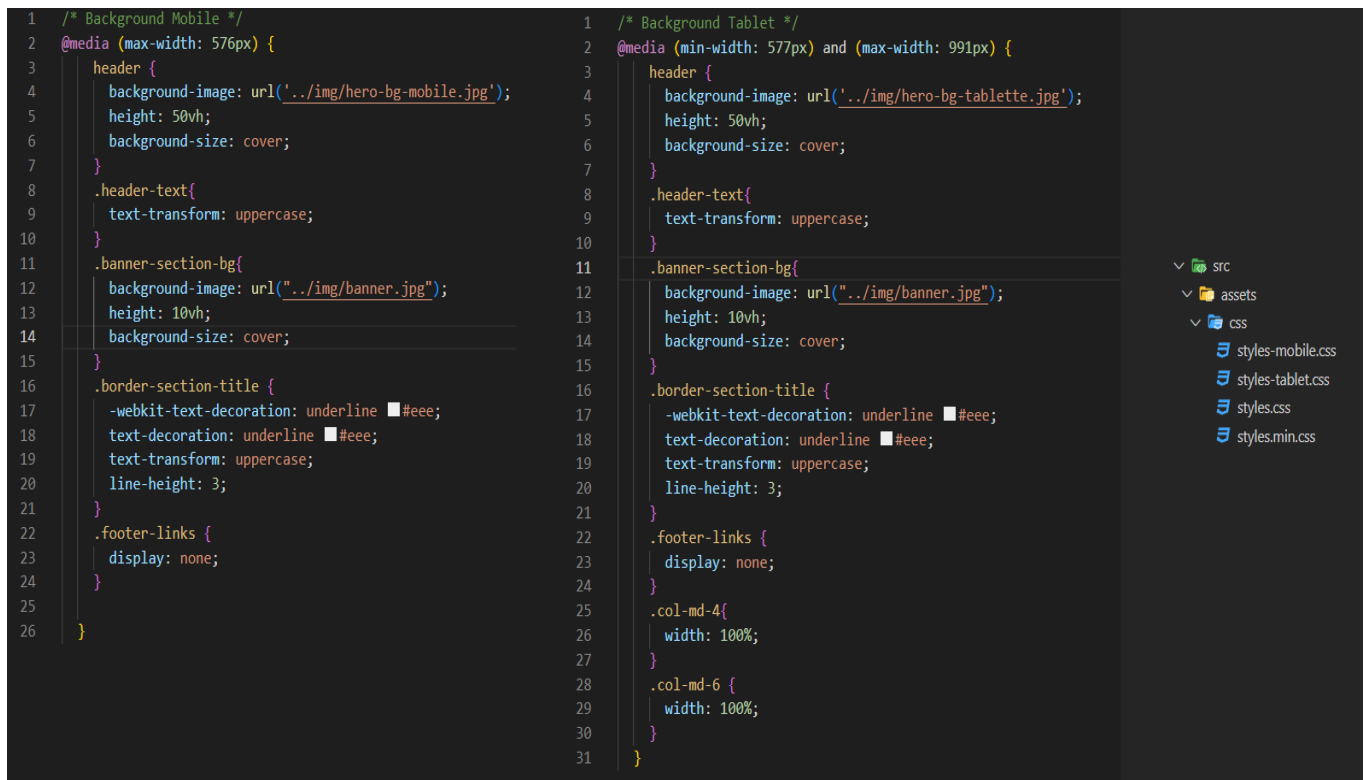 1 /* Background Mobile */
2 @media (max-width: 576px) {
3 header {
4 background-image: url('../img/hero-bg-mobile.jpg');
5 height: 50vh;
6 background-size: cover;
7 }
8 .header-text{
9 text-transform: uppercase;
10 }
11 .banner-section-bg{
12 background-image: url("../img/banner.jpg");
13 height: 10vh;
14 background-size: cover;
15 }
16 .border-section-title {
17 -webkit-text-decoration: underline #eee;
18 text-decoration: underline #eee;
19 text-transform: uppercase;
20 line-height: 3;
21 }
22 .footer-links {
23 display: none;
24 }
25
26 }
1 /* Background Tablet */
2 @media (min-width: 577px) and (max-width: 991px) {
3 header {
4 background-image: url('../img/hero-bg-tablette.jpg');
5 height: 50vh;
6 background-size: cover;
7 }
8 .header-text{
9 text-transform: uppercase;
10 }
11 .banner-section-bg{
12 background-image: url("../img/banner.jpg");
13 height: 10vh;
14 background-size: cover;
15 }
16 .border-section-title {
17 -webkit-text-decoration: underline #eee;
18 text-decoration: underline #eee;
19 text-transform: uppercase;
20 line-height: 3;
21 }
22 .footer-links {
23 display: none;
24 }
25 .col-md-4{
26 width: 100%;
27 }
28 .col-md-6 {
29 width: 100%;
30 }
31 }
src
assets
css
styles-mobile.css
styles-tablet.css
styles.css
styles.min.css